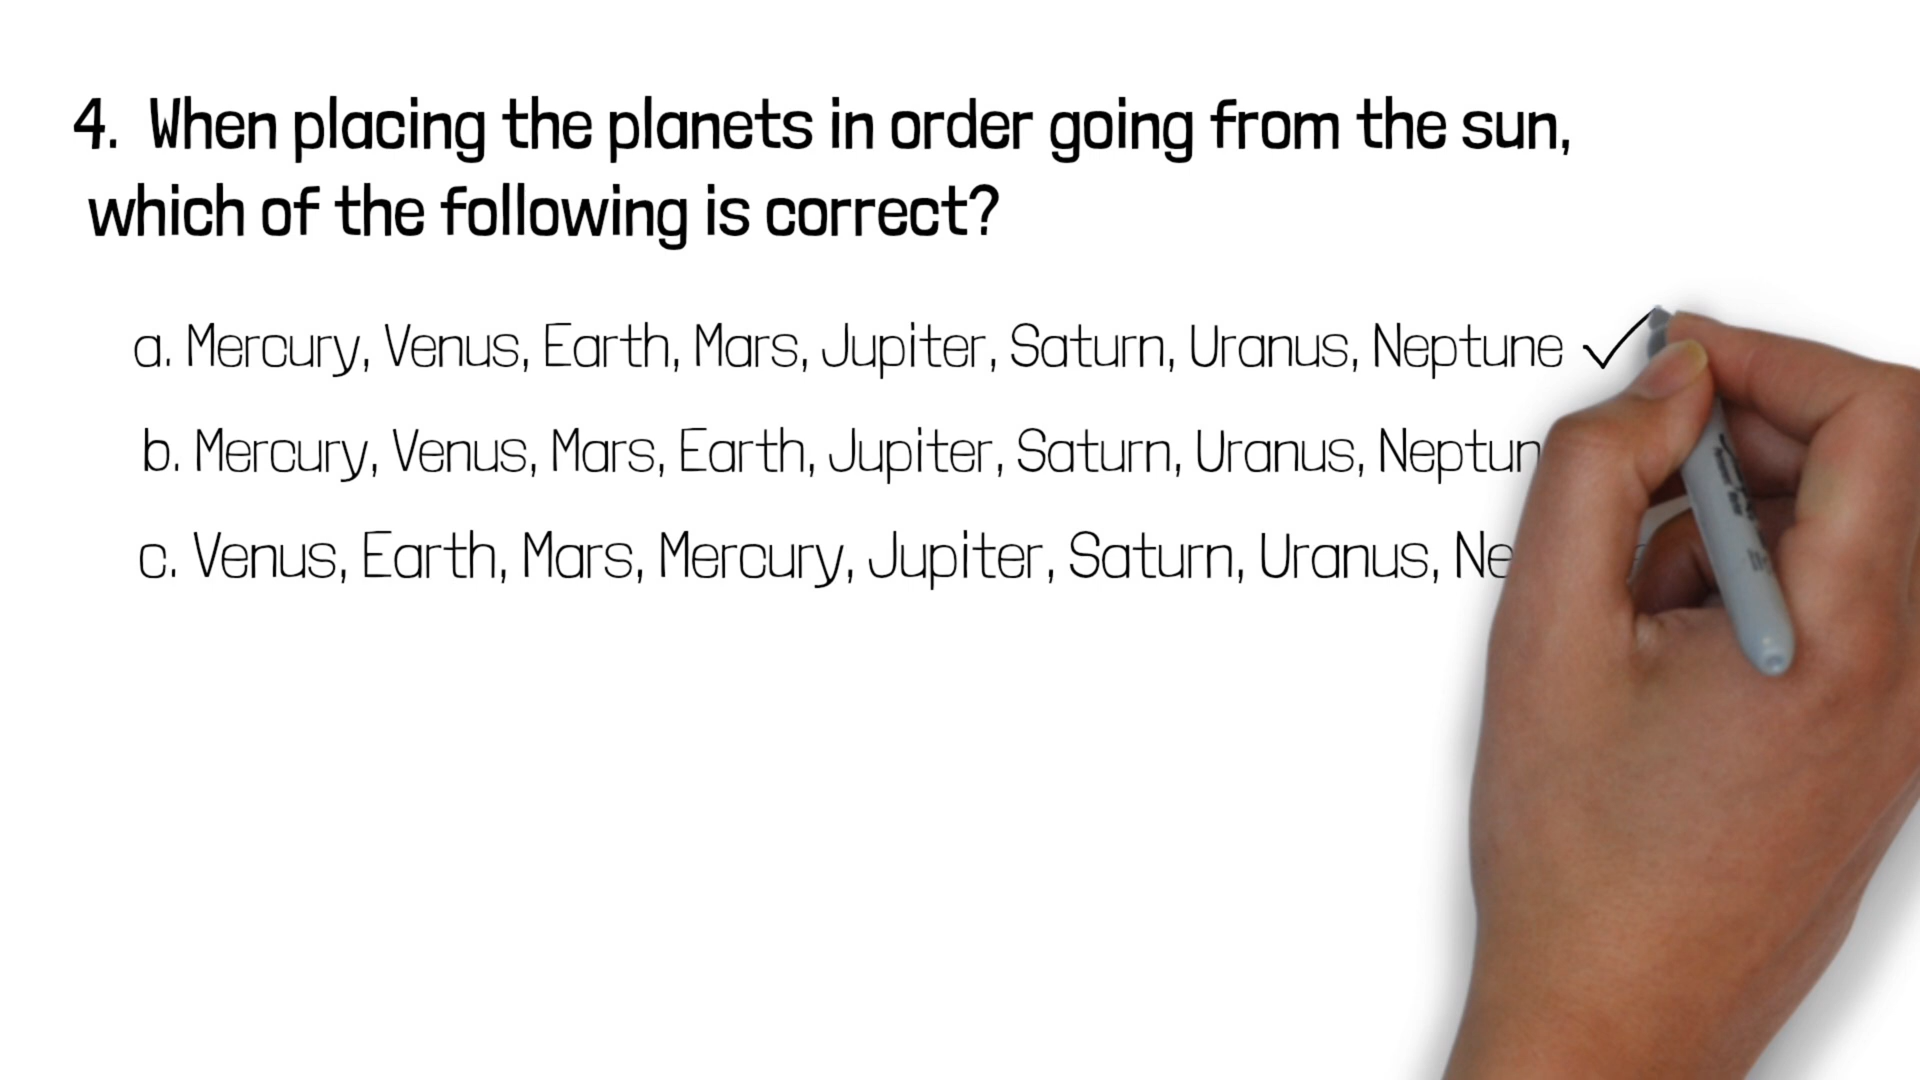 4. When placing the planets in order going from the sun,
which of the following is correct?
a. Mercury, Venus, Earth, Mars, Jupiter, Saturn, Uranus, Neptune
b. Mercury, Venus, Mars, Earth, Jupiter, Saturn, Uranus, Neptun
c. Venus, Earth, Mars, Mercury, Jupiter, Saturn, Uranus, Ne